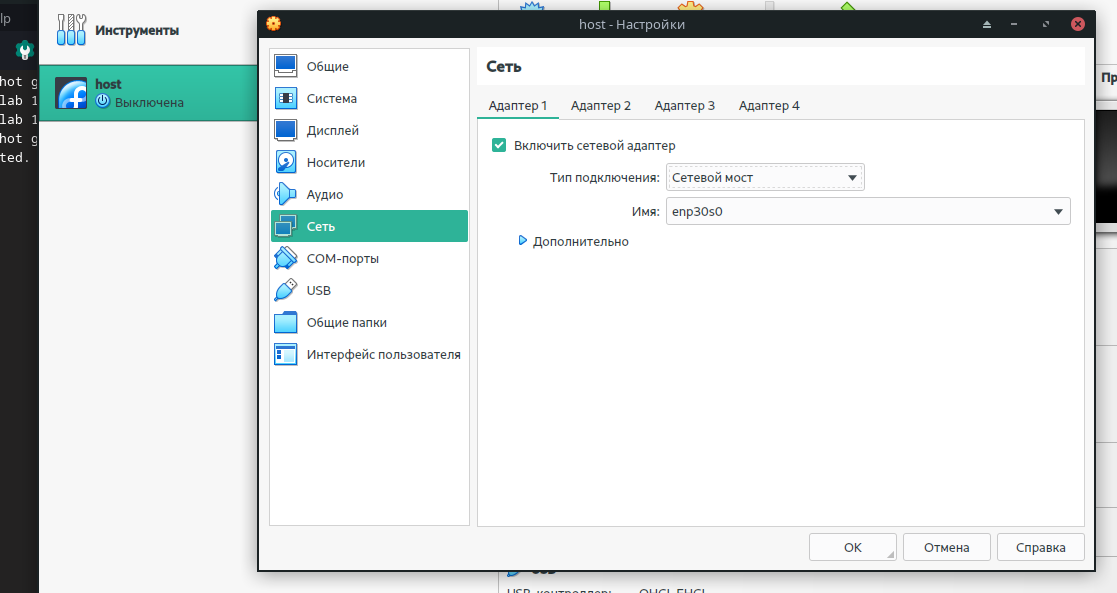 lp
host - Настройки
Инструменты
hot g
lab 1
lab 1
hot g
ted.
host
Выключена
Общие
Система
Дисплей
Носители
Аудио
Сеть
COM-порты
USB
Общие папки
Интерфейс пользователя
Сеть
Адаптер 1 Адаптер 2 Адаптер 3 Адаптер 4
Включить сетевой адаптер
Тип подключения: Сетевой мост
Имя: enp30s0
Дополнительно
OK Отмена Справка
Пр
USB-контроллеры: OHCI, EHCI